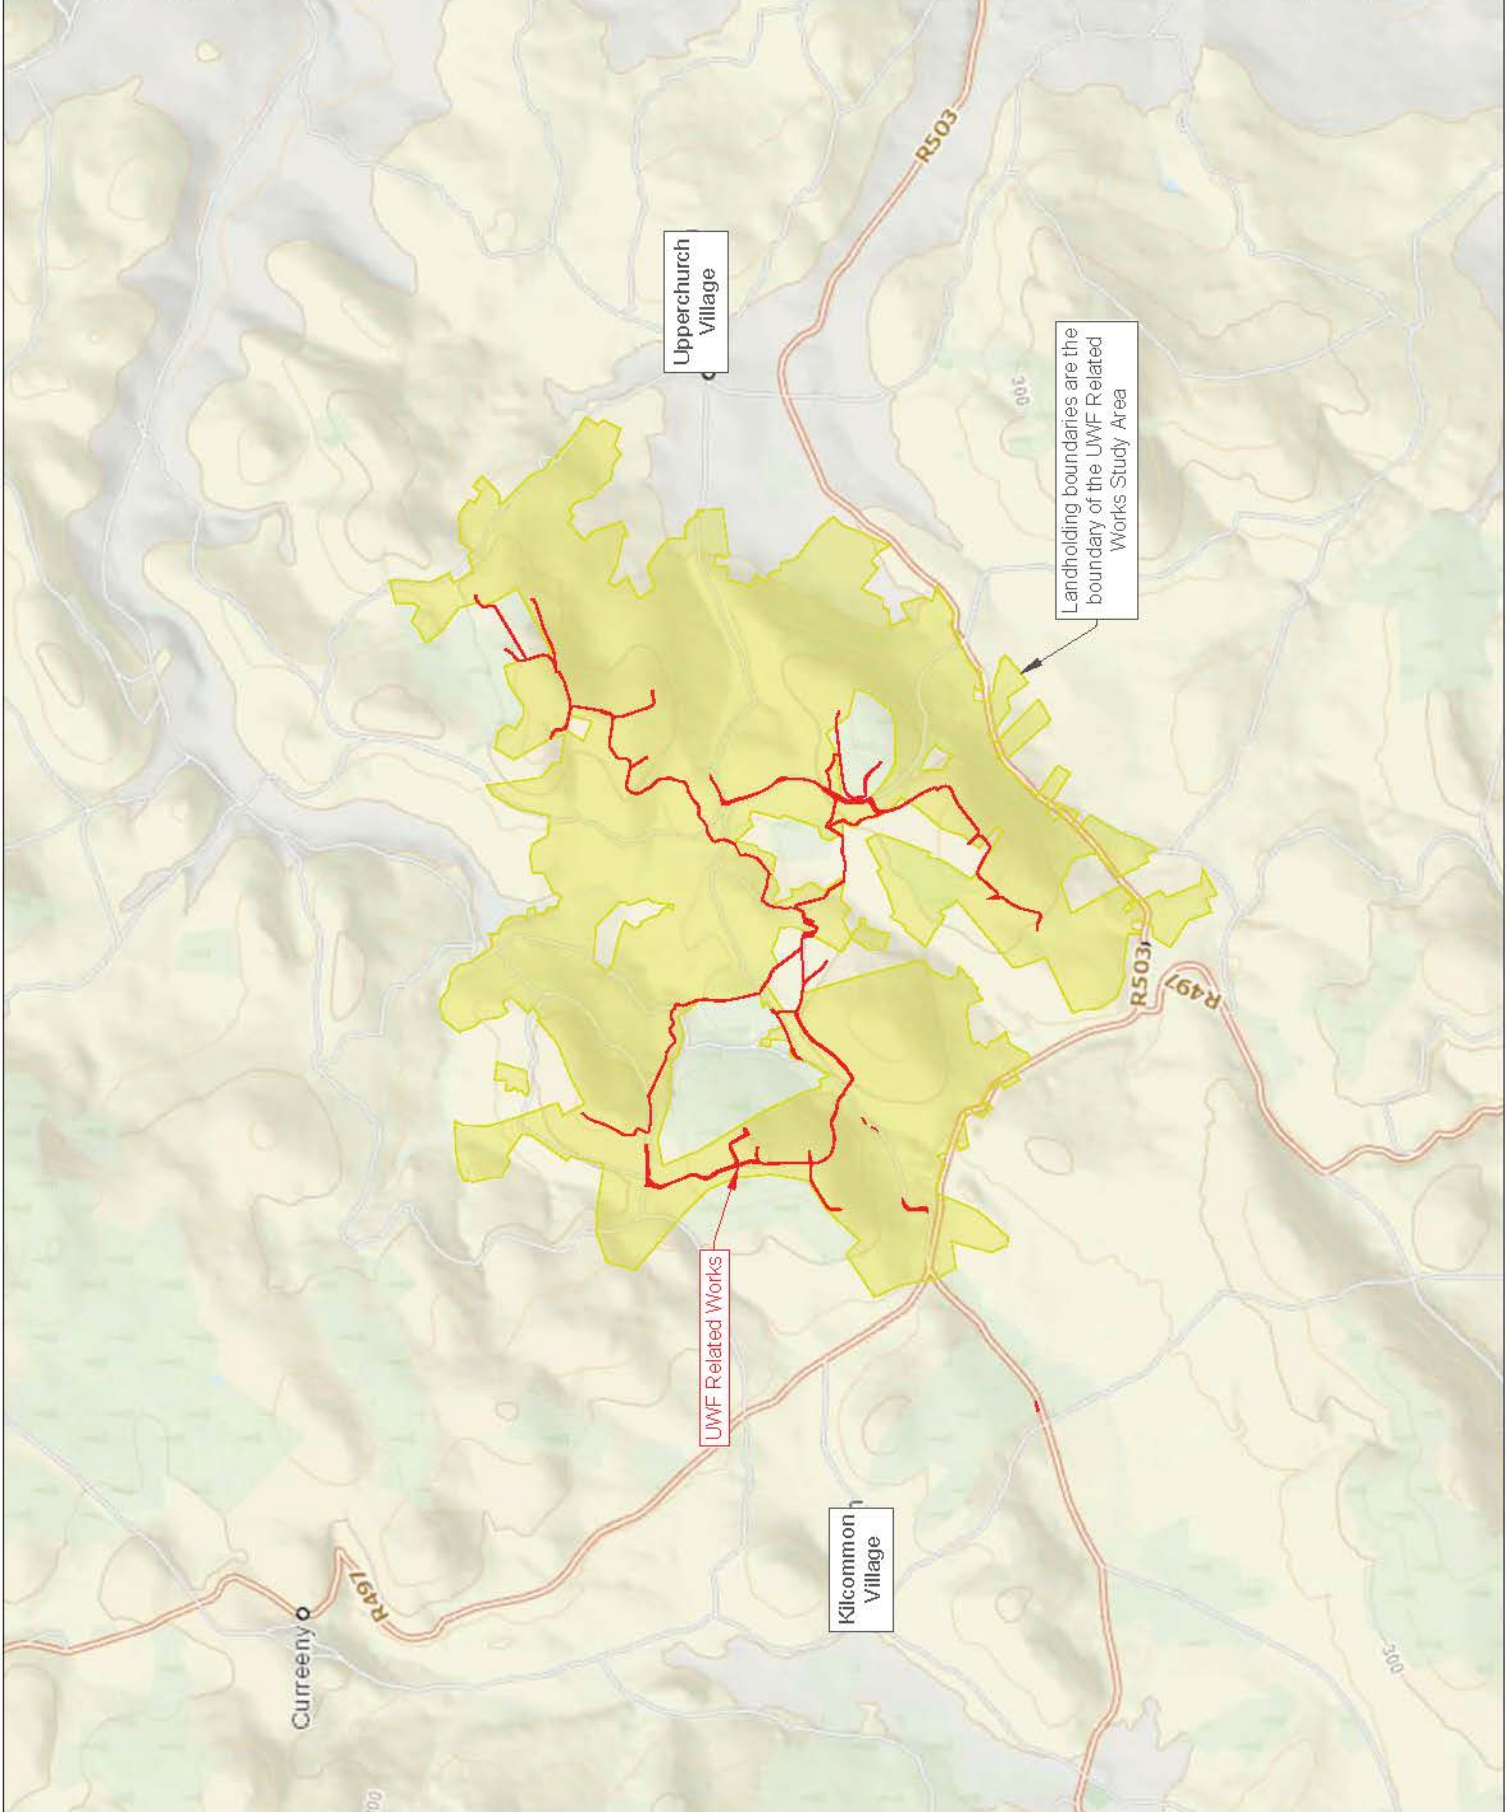 Curreeny
R497
Kilcommon
Village
UWF Related Works
R503
R497
Upperchurch
Village
Landholding boundaries are the
boundary of the UWF Related
Works Study Area
R503
300
300
00